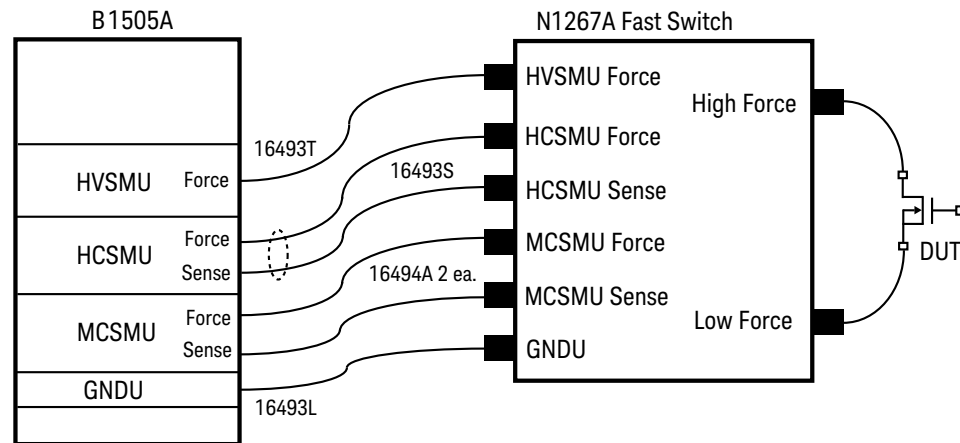 B1505A
HVSMU
Force
HCSMU
Force
Sense
MCSMU
Force
Sense
GNDU
16493T
16493S
16494A 2 ea.
16493L
N1267A Fast Switch
HVSMU Force
HCSMU Force
HCSMU Sense
MCSMU Force
MCSMU Sense
GNDU
High Force
Low Force
DUT